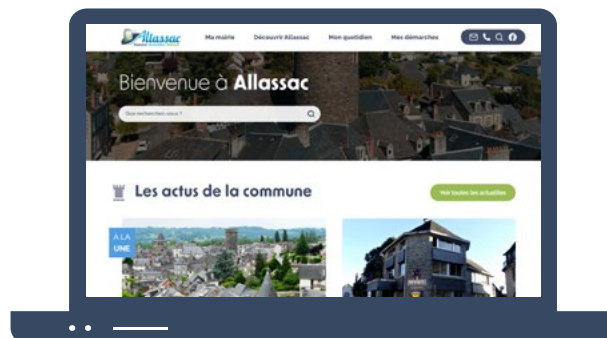 Allassac
Ma mairie Découvrir Allassac Mon quotidien Mes démarches
Bienvenue à Allassac
Que recherchez-vous ?
Les actus de la commune
Voir toutes les actualités
A LA
UNE